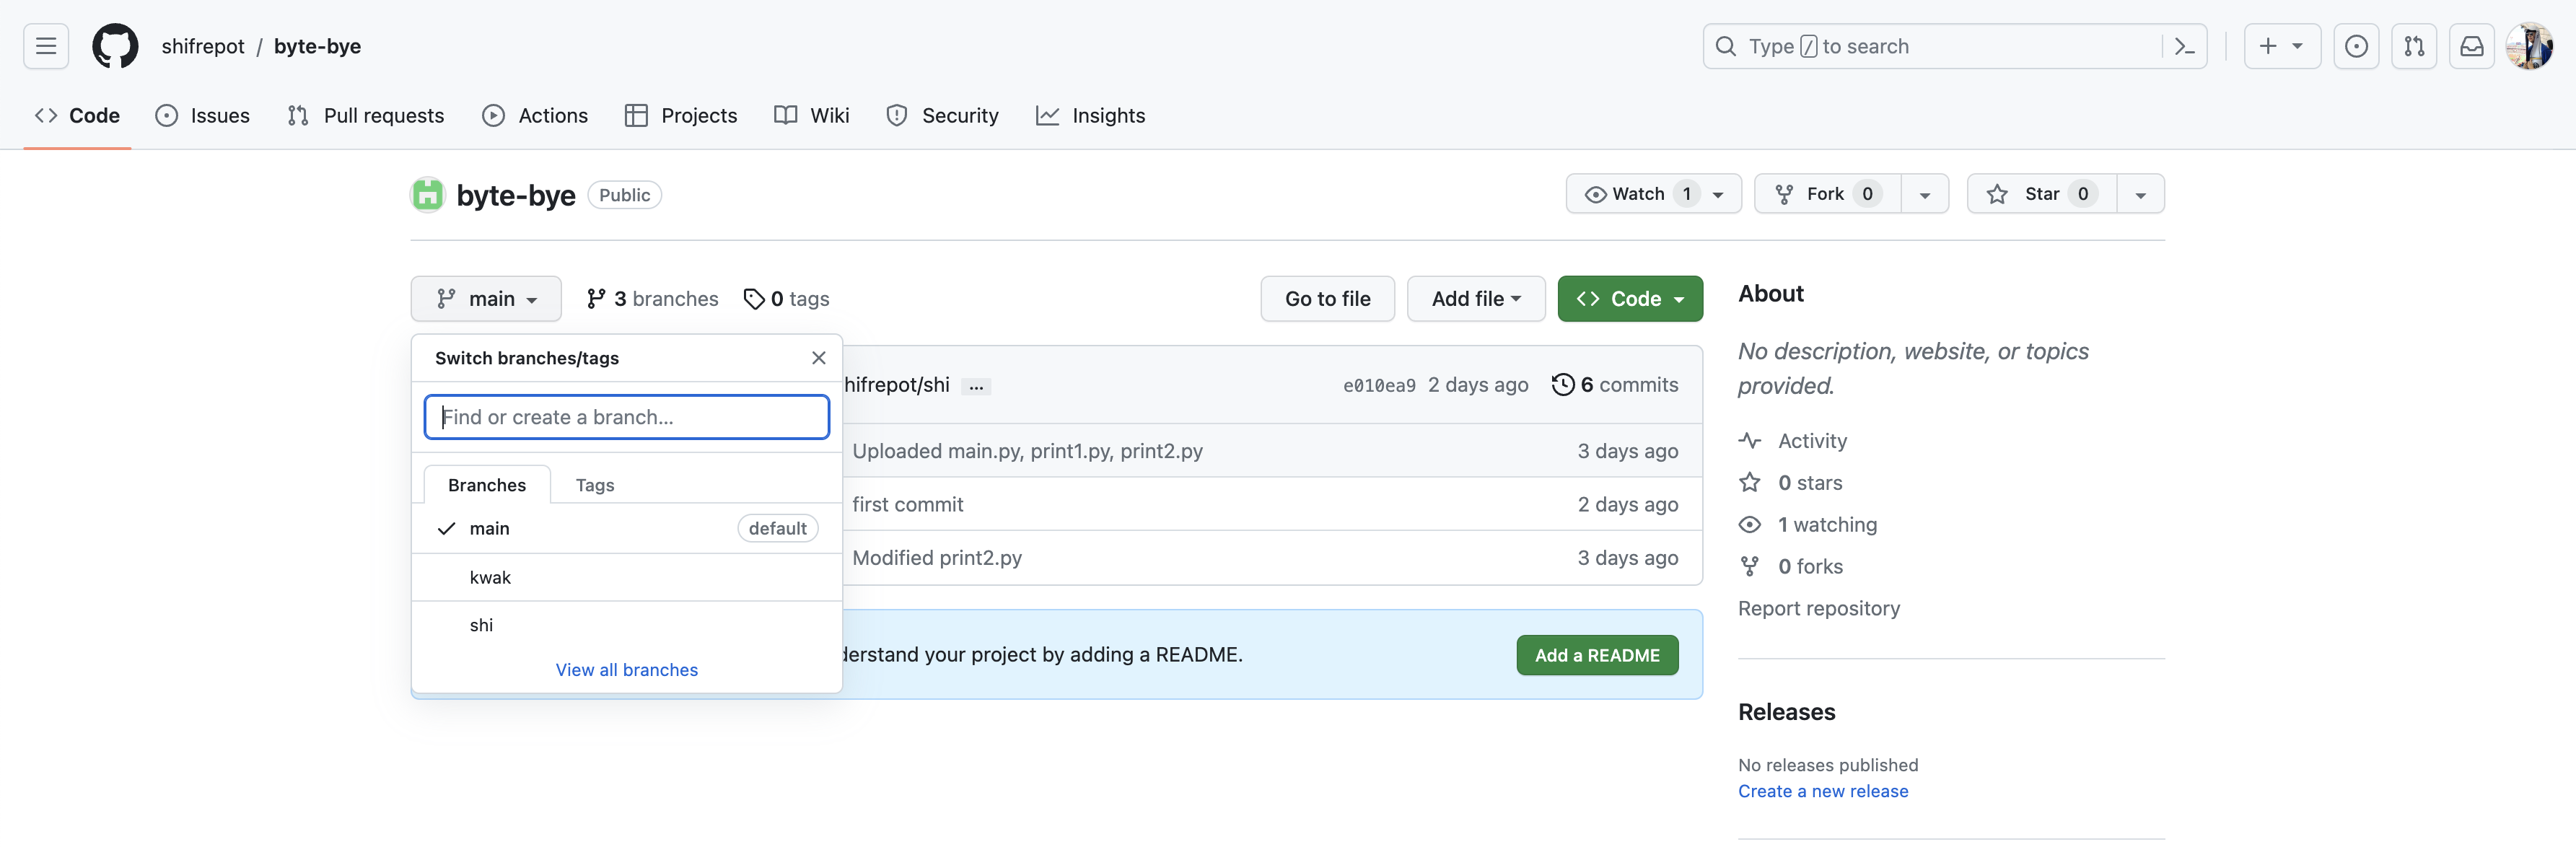 shifrepot / byte-bye
Type / to search
Code Issues Pull requests Actions Projects Wiki Security Insights
byte-bye Public
Watch 1 Fork 0 Star 0
main 3 branches 0 tags
Go to file Add file Code
Switch branches/tags
Find or create a branch...
Branches Tags
main default
kwak
shi
View all branches
hifrepot/shi ... e010ea9 2 days ago 6 commits
Uploaded main.py, print1.py, print2.py 3 days ago
first commit 2 days ago
Modified print2.py 3 days ago
derstand your project by adding a README. Add a README
About
No description, website, or topics
provided.
Activity
0 stars
1 watching
0 forks
Report repository
Releases
No releases published
Create a new release